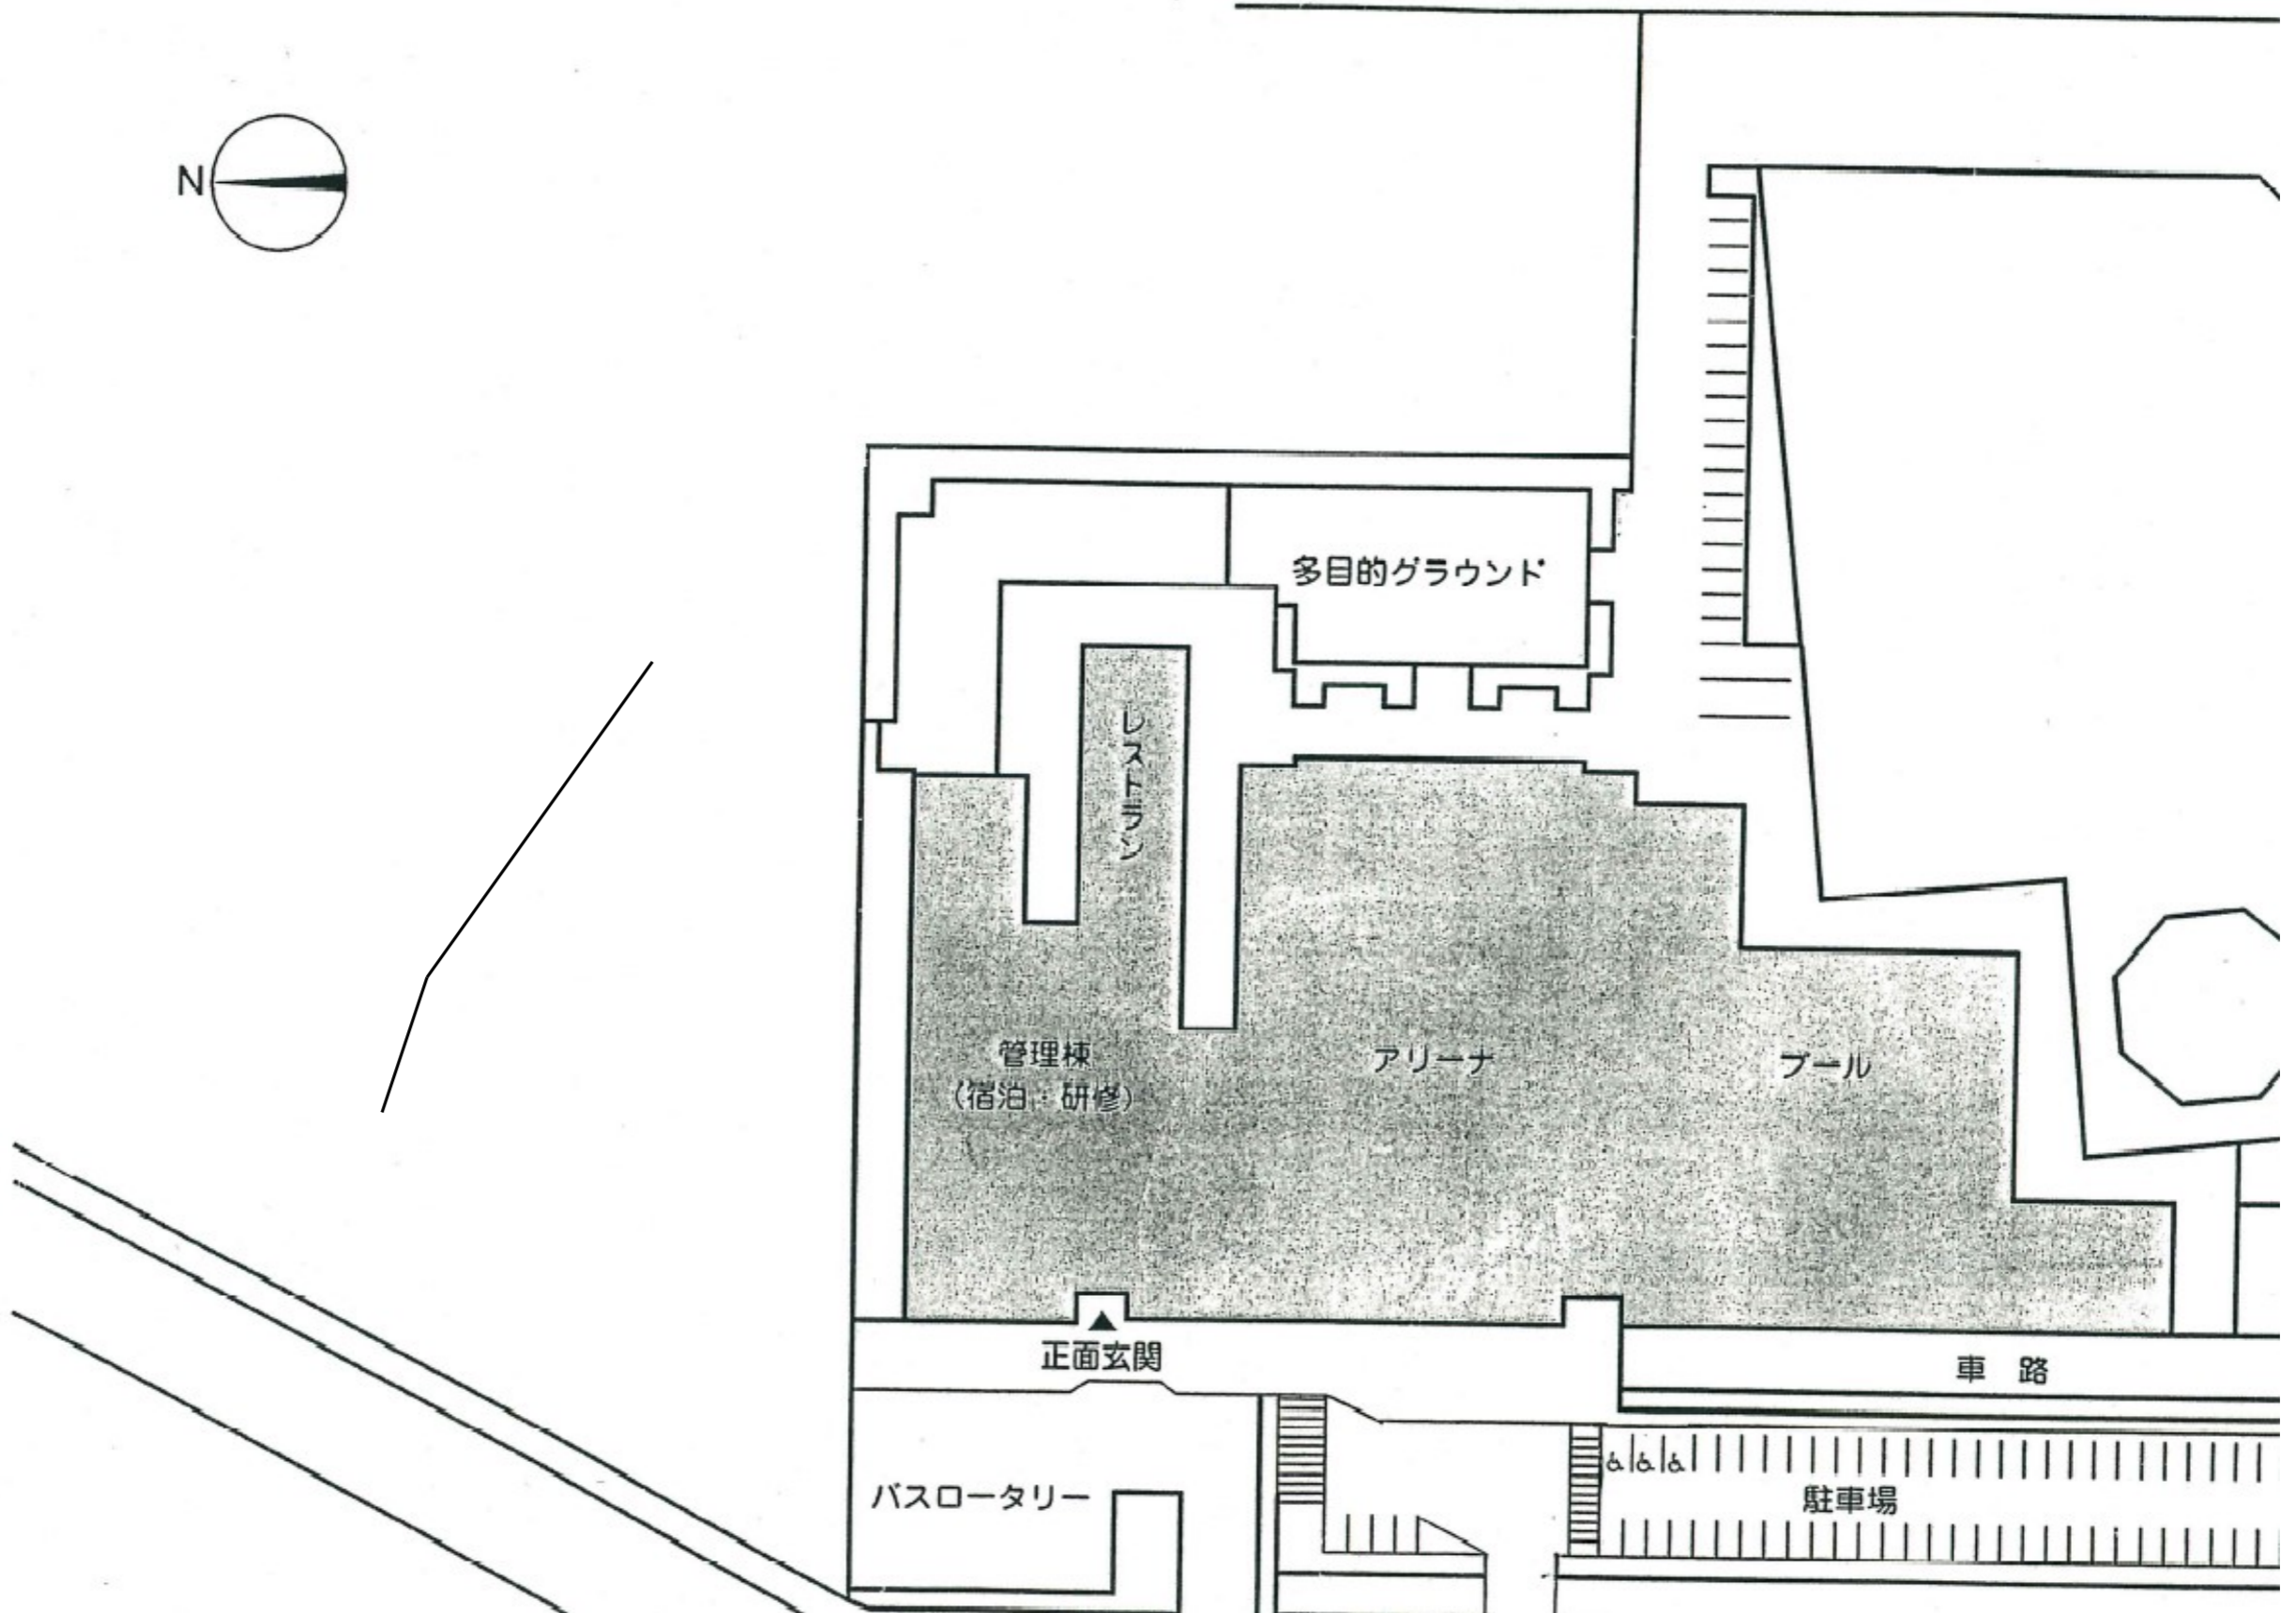 N
多目的グラウンド
レストラン
管理棟
（宿泊・研修）
アリーナ
プール
正面玄関
車 路
バスロータリー
駐車場